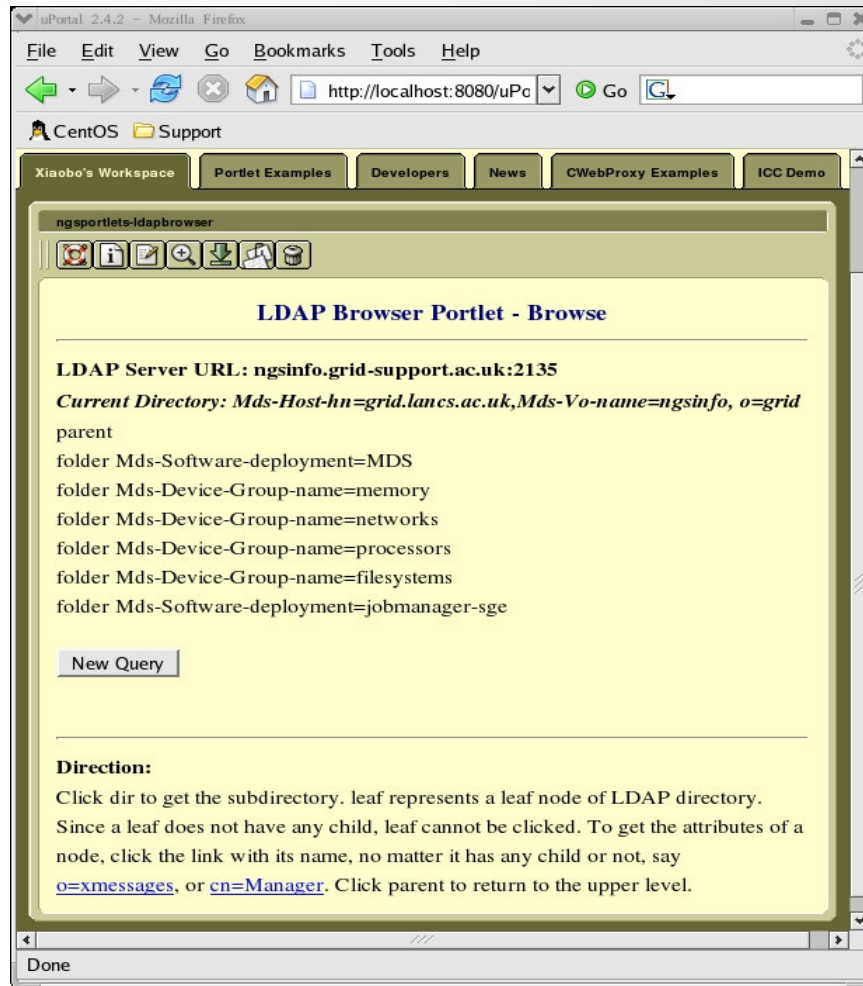 uPortal 2.4.2 - Mozilla Firefox
File Edit View Go Bookmarks Tools Help
http://localhost:8080/uPo Go G
CentOS Support
Xiaobo's Workspace Portlet Examples Developers News CWebProxy Examples ICC Demo
ngsportlets-ldapbrowser
LDAP Browser Portlet - Browse
LDAP Server URL: ngsinfo.grid-support.ac.uk:2135
Current Directory: Mds-Host-hn=grid.lancs.ac.uk,Mds-Vo-name=ngsinfo, o=grid
parent
folder Mds-Software-deployment=MDS
folder Mds-Device-Group-name=memory
folder Mds-Device-Group-name=networks
folder Mds-Device-Group-name=processors
folder Mds-Device-Group-name=filesystems
folder Mds-Software-deployment=jobmanager-sge
New Query
Direction:
Click dir to get the subdirectory. leaf represents a leaf node of LDAP directory.
Since a leaf does not have any child, leaf cannot be clicked. To get the attributes of a
node, click the link with its name, no matter it has any child or not, say
o=xmessages, or cn=Manager. Click parent to return to the upper level.
Done